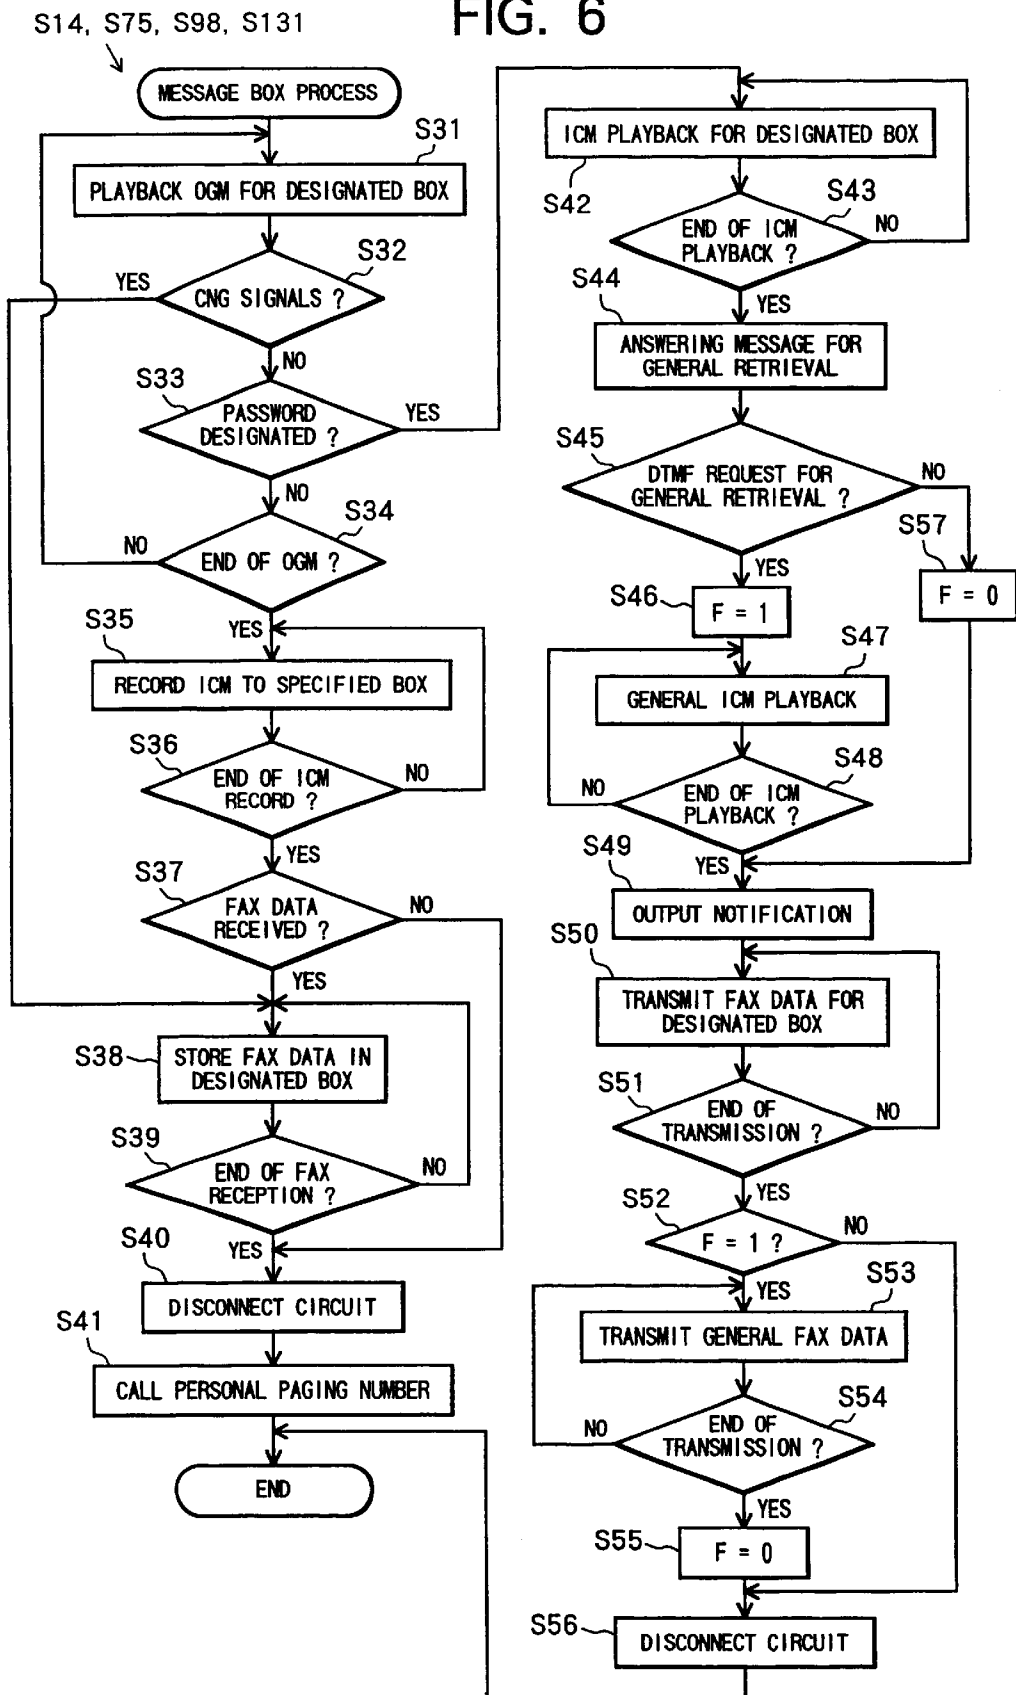 FIG. 6
S14, S75, S98, S131
MESSAGE BOX PROCESS
S31
PLAYBACK OGM FOR DESIGNATED BOX
S32
YES
CNG SIGNALS ?
NO
S33
PASSWORD
DESIGNATED ?
YES
NO
S34
NO
END OF OGM ?
YES
S35
RECORD ICM TO SPECIFIED BOX
S36
END OF ICM
RECORD ?
NO
YES
S37
FAX DATA
RECEIVED ?
NO
YES
S38
STORE FAX DATA IN
DESIGNATED BOX
S39
END OF FAX
RECEPTION ?
NO
YES
S40
DISCONNECT CIRCUIT
S41
CALL PERSONAL PAGING NUMBER
END
ICM PLAYBACK FOR DESIGNATED BOX
S42
S43
END OF ICM
PLAYBACK ?
NO
YES
S44
ANSWERING MESSAGE FOR
GENERAL RETRIEVAL
S45
DTMF REQUEST FOR
GENERAL RETRIEVAL ?
NO
YES
S57
F = 0
S46
F = 1
S47
GENERAL ICM PLAYBACK
S48
END OF ICM
PLAYBACK ?
NO
YES
S49
OUTPUT NOTIFICATION
S50
TRANSMIT FAX DATA FOR
DESIGNATED BOX
S51
END OF
TRANSMISSION ?
NO
YES
S52
F = 1 ?
NO
YES
S53
TRANSMIT GENERAL FAX DATA
S54
END OF
TRANSMISSION ?
NO
YES
S55
F = 0
S56
DISCONNECT CIRCUIT